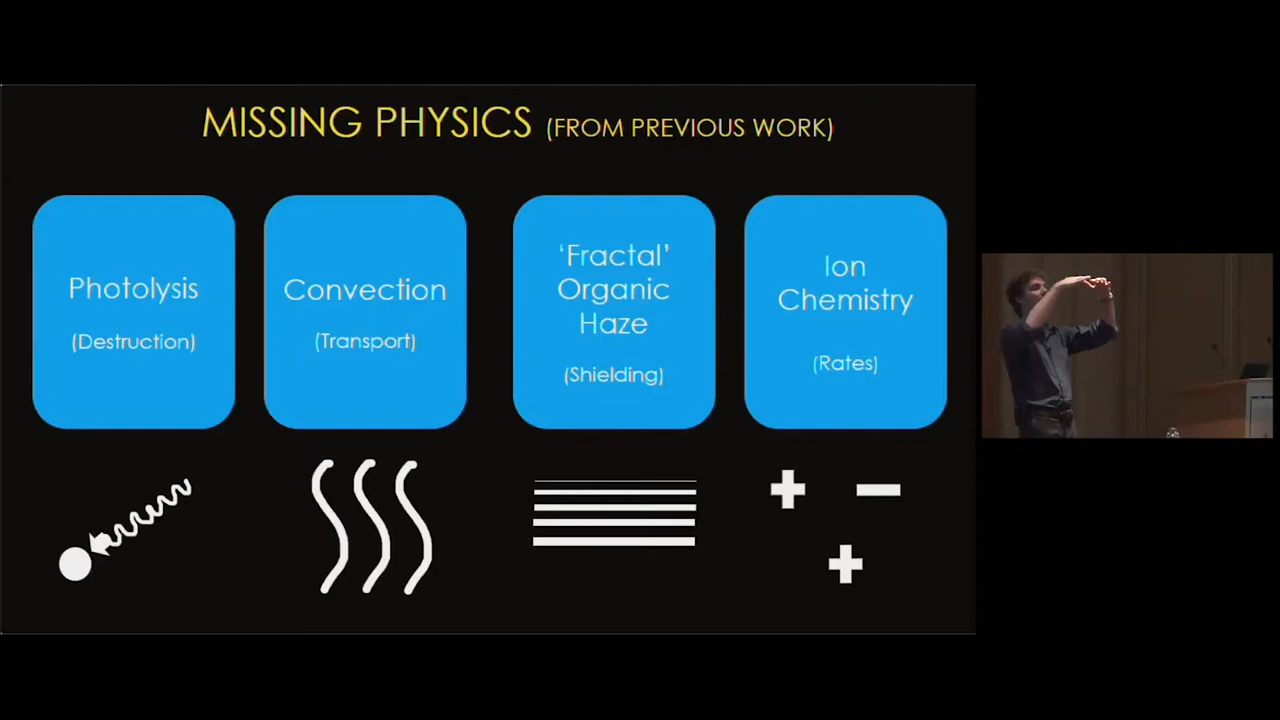 MISSING PHYSICS (FROM PREVIOUS WORK)
Photolysis
(Destruction)
Convection
(Transport)
‘Fractal’
Organic
Haze
(Shielding)
Ion
Chemistry
(Rates)